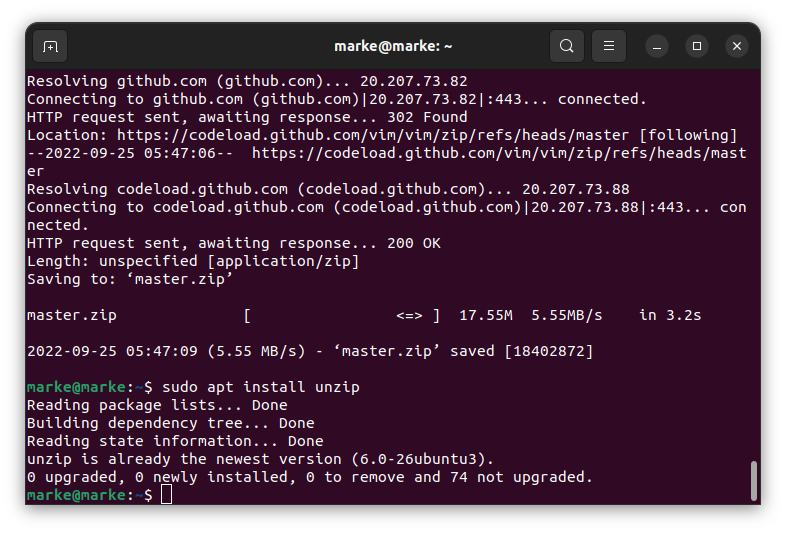 marke@marke: ~
Resolving github.com (github.com)... 20.207.73.82
Connecting to github.com (github.com)|20.207.73.82|:443... connected.
HTTP request sent, awaiting response... 302 Found
Location: https://codeload.github.com/vim/vim/zip/refs/heads/master [following]
--2022-09-25 05:47:06--  https://codeload.github.com/vim/vim/zip/refs/heads/mast
er
Resolving codeload.github.com (codeload.github.com)... 20.207.73.88
Connecting to codeload.github.com (codeload.github.com)|20.207.73.88|:443... con
nected.
HTTP request sent, awaiting response... 200 OK
Length: unspecified [application/zip]
Saving to: ‘master.zip’
master.zip              [                <=> ]  17.55M  5.55MB/s    in 3.2s
2022-09-25 05:47:09 (5.55 MB/s) - ‘master.zip’ saved [18402872]
marke@marke:~$ sudo apt install unzip
Reading package lists... Done
Building dependency tree... Done
Reading state information... Done
unzip is already the newest version (6.0-26ubuntu3).
0 upgraded, 0 newly installed, 0 to remove and 74 not upgraded.
marke@marke:~$